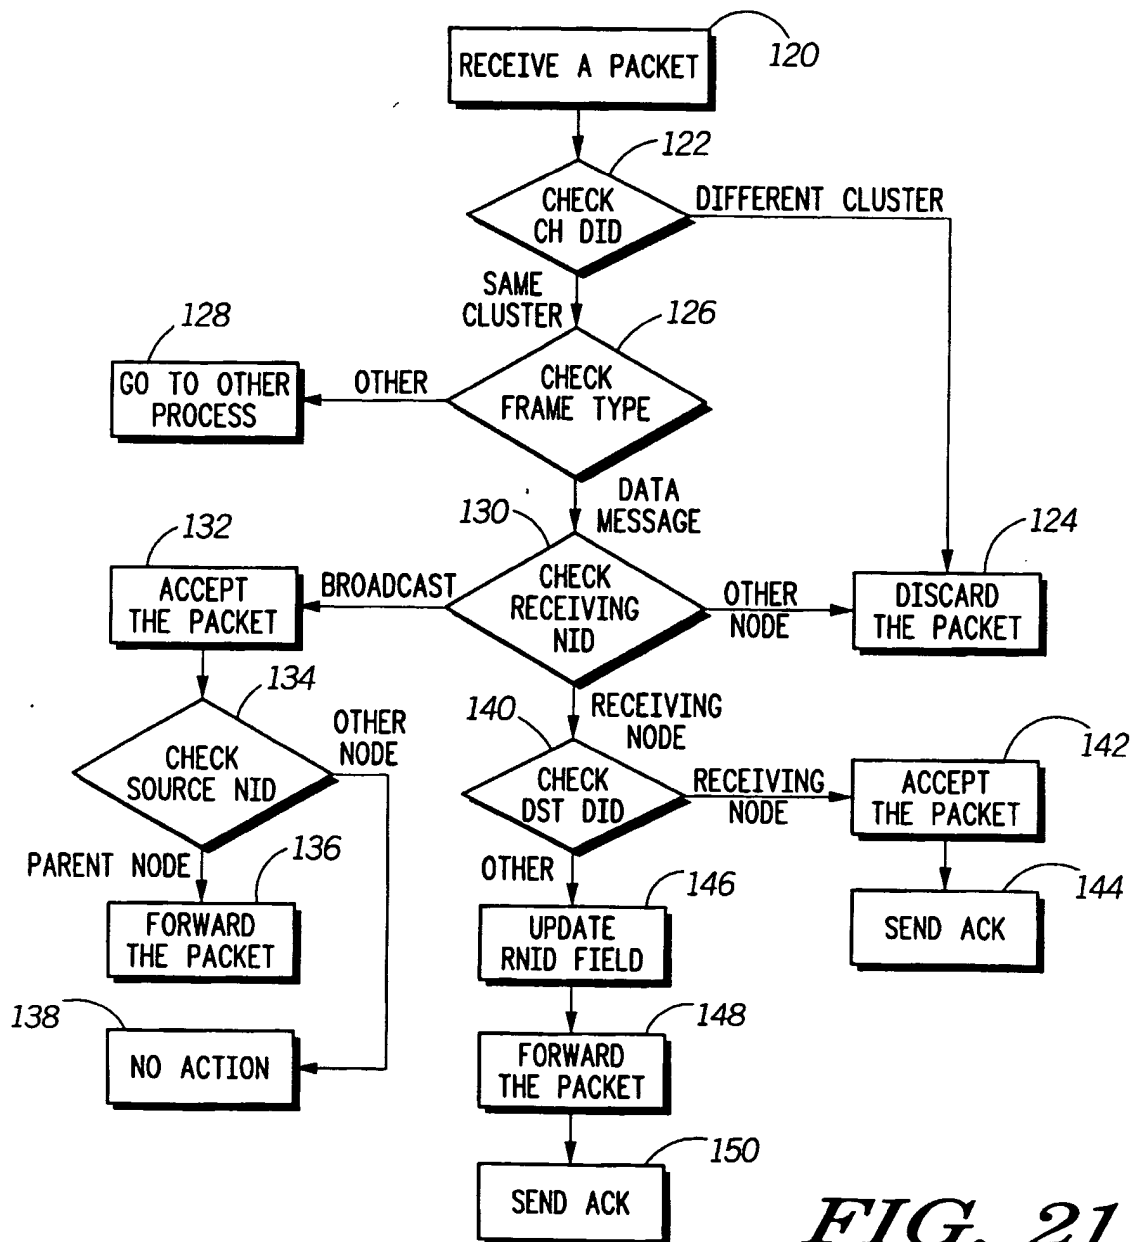 RECEIVE A PACKET
120
122
CHECK
CH DID
DIFFERENT CLUSTER
SAME
CLUSTER
126
128
GO TO OTHER
PROCESS
OTHER
CHECK
FRAME TYPE
DATA
MESSAGE
130
132
124
ACCEPT
THE PACKET
BROADCAST
CHECK
RECEIVING
NID
OTHER
NODE
DISCARD
THE PACKET
134
OTHER
NODE
CHECK
SOURCE NID
140
RECEIVING
NODE
CHECK
DST DID
RECEIVING
NODE
142
ACCEPT
THE PACKET
PARENT NODE
136
OTHER
146
144
FORWARD
THE PACKET
UPDATE
RNID FIELD
SEND ACK
138
NO ACTION
148
FORWARD
THE PACKET
150
SEND ACK
FIG. 21